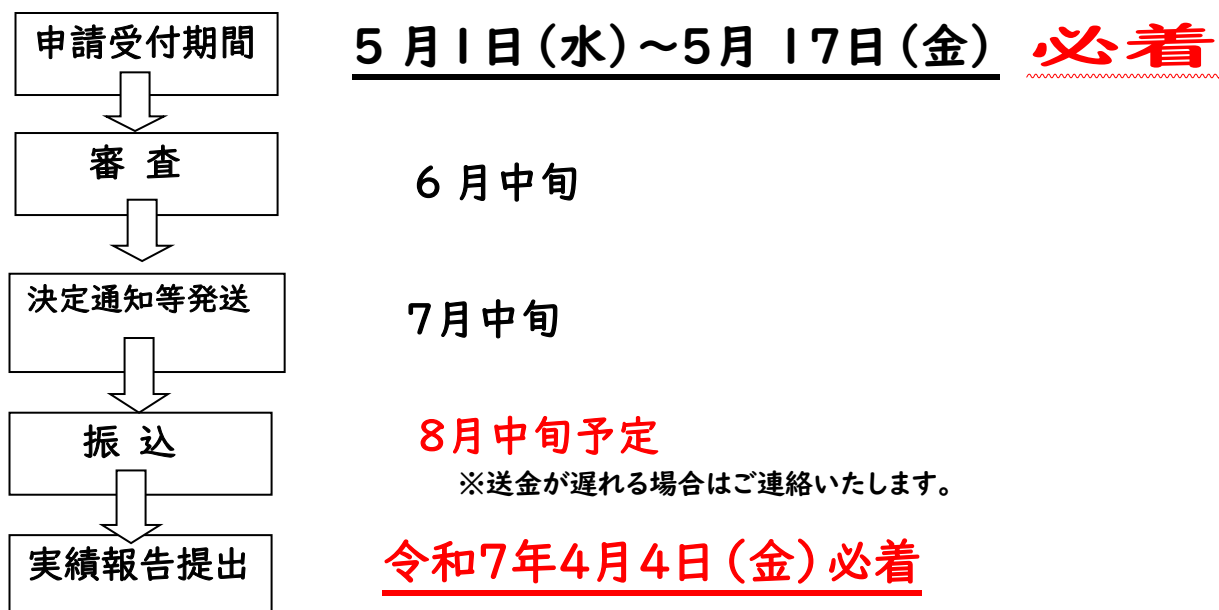 申請受付期間 5月1日(水)~5月17日(金) 必着
審 査 6月中旬
決定通知等発送 7月中旬
振 込 8月中旬予定
※送金が遅れる場合はご連絡いたします。
実績報告提出 令和7年4月4日(金)必着